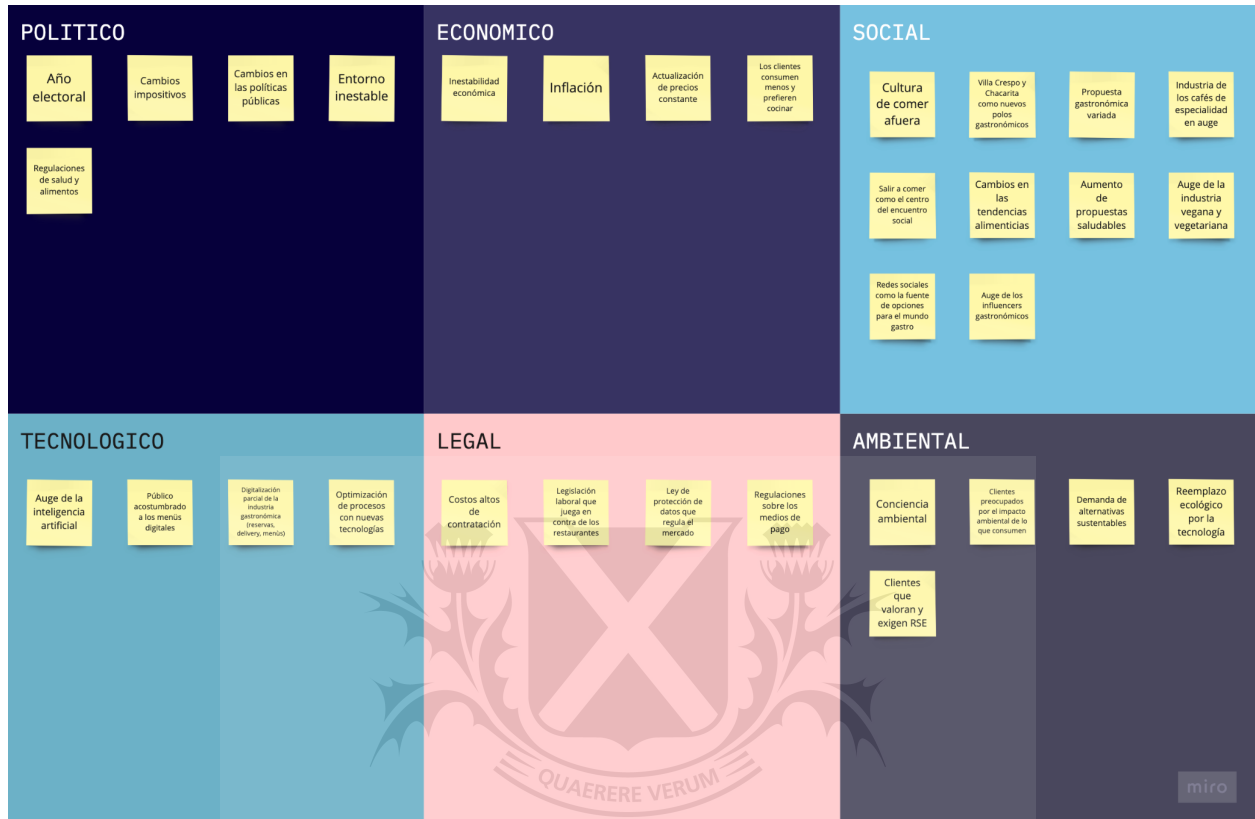 POLITICO
Año
electoral
Cambios
impositivos
Cambios en
las políticas
públicas
Entorno
inestable
Regulaciones
de salud y
alimentos
ECONOMICO
Inestabilidad
económica
Inflación
Actualización
de precios
constante
Los clientes
consumen
menos y
prefieren
cocinar
SOCIAL
Cultura
de comer
afuera
Villa Crespo y
Chacarita
como nuevos
polos
gastronómicos
Propuesta
gastronómica
variada
Industria de
los cafés de
especialidad
en auge
Salir a comer
como el centro
del encuentro
social
Cambios en
las
tendencias
alimenticias
Aumento
de
propuestas
saludables
Auge de la
industria
vegana y
vegetariana
Redes sociales
como la fuente
de opciones
para el mundo
gastro
Auge de los
influencers
gastronómicos
TECNOLOGICO
Auge de la
inteligencia
artificial
Público
acostumbrado
a los menús
digitales
Digitalización
parcial de la
industria
gastronómica
(reservas,
delivery, menús)
Optimización
de procesos
con nuevas
tecnologías
LEGAL
Costos altos
de
contratación
Legislación
laboral que
juega en
contra de los
restaurantes
Ley de
protección de
datos que
regula el
mercado
Regulaciones
sobre los
medios de
pago
AMBIENTAL
Conciencia
ambiental
Clientes
preocupados
por el impacto
ambiental de lo
que consumen
Demanda de
alternativas
sustentables
Reemplazo
ecológico
por la
tecnología
Clientes
que
valoran y
exigen RSE
QUAERERE VERUM
miro